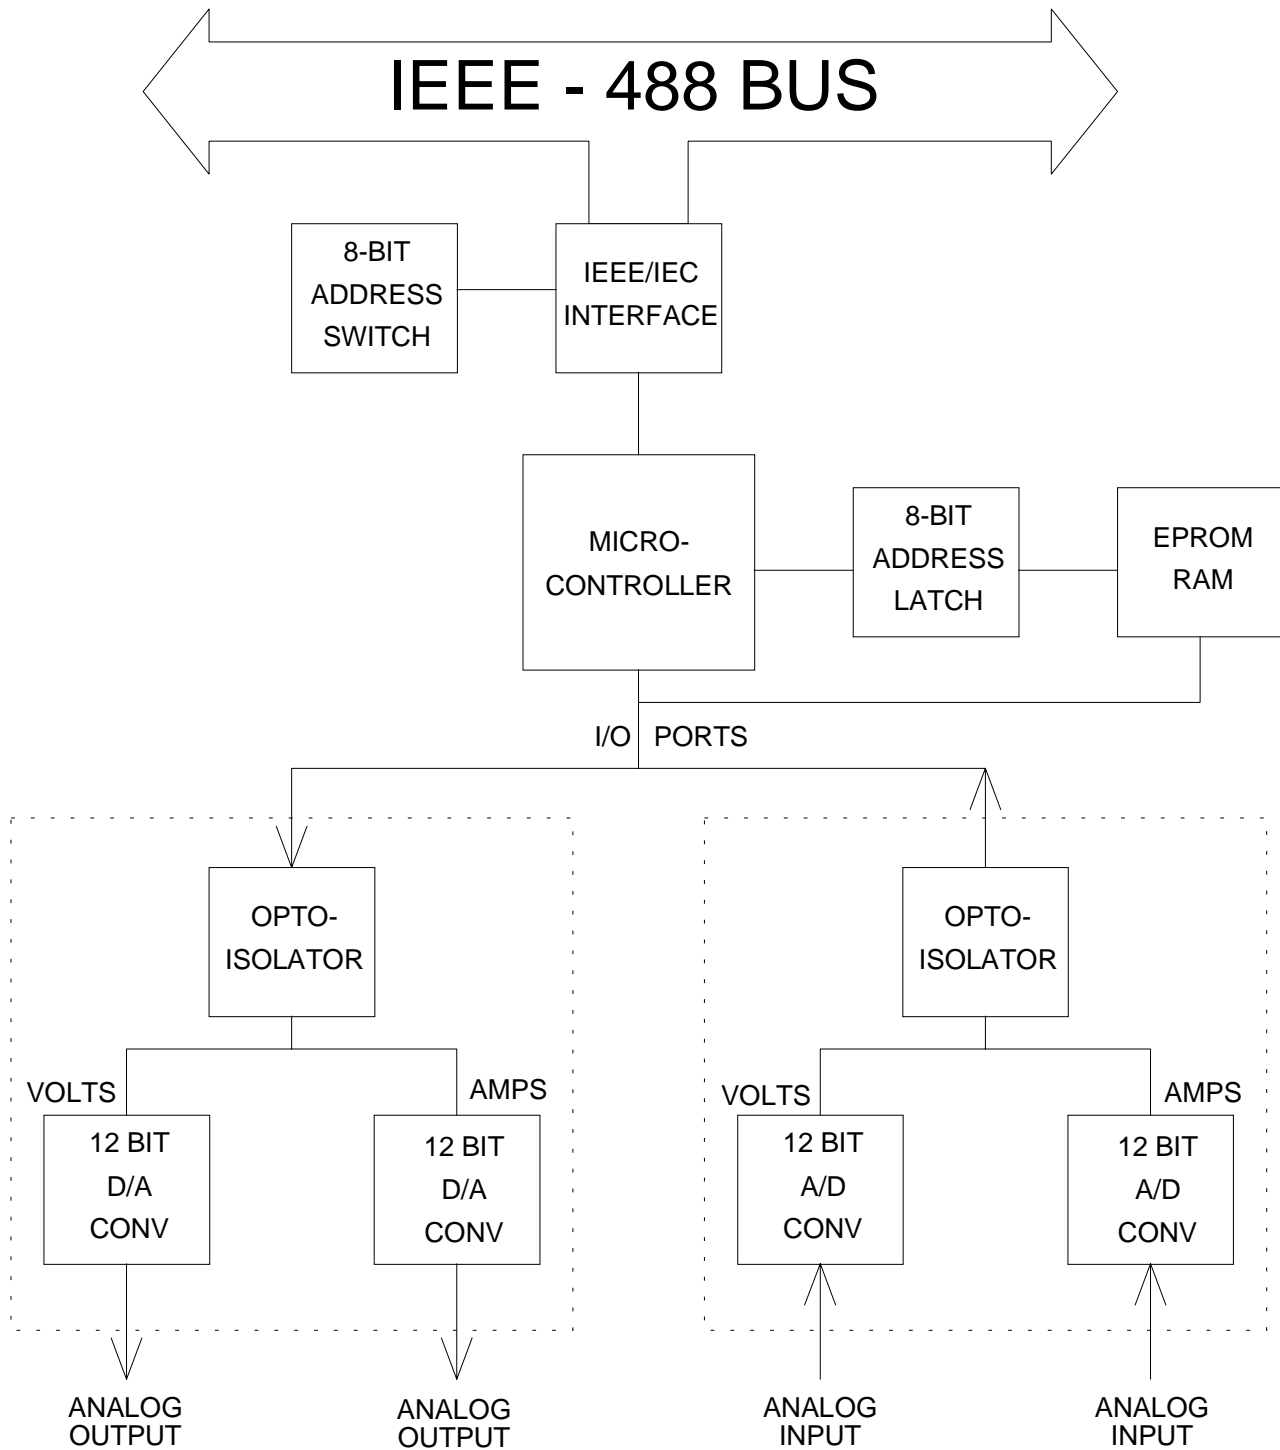 IEEE - 488 BUS
8-BIT
ADDRESS
SWITCH
IEEE/IEC
INTERFACE
MICRO-
CONTROLLER
8-BIT
ADDRESS
LATCH
EPROM
RAM
I/O PORTS
OPTO-
ISOLATOR
VOLTS
AMPS
12 BIT
D/A
CONV
12 BIT
D/A
CONV
ANALOG
OUTPUT
ANALOG
OUTPUT
OPTO-
ISOLATOR
VOLTS
AMPS
12 BIT
A/D
CONV
12 BIT
A/D
CONV
ANALOG
INPUT
ANALOG
INPUT